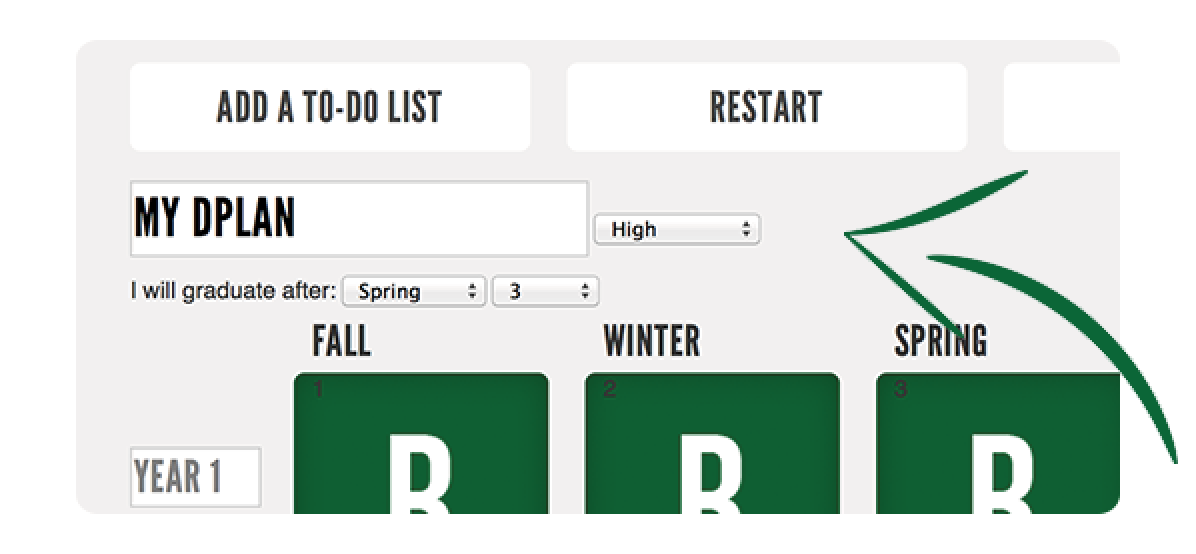 ADD A TO-DO LIST
RESTART
MY DPLAN
High
I will graduate after: Spring 3
FALL WINTER SPRING
1 2 3
R R R
YEAR 1